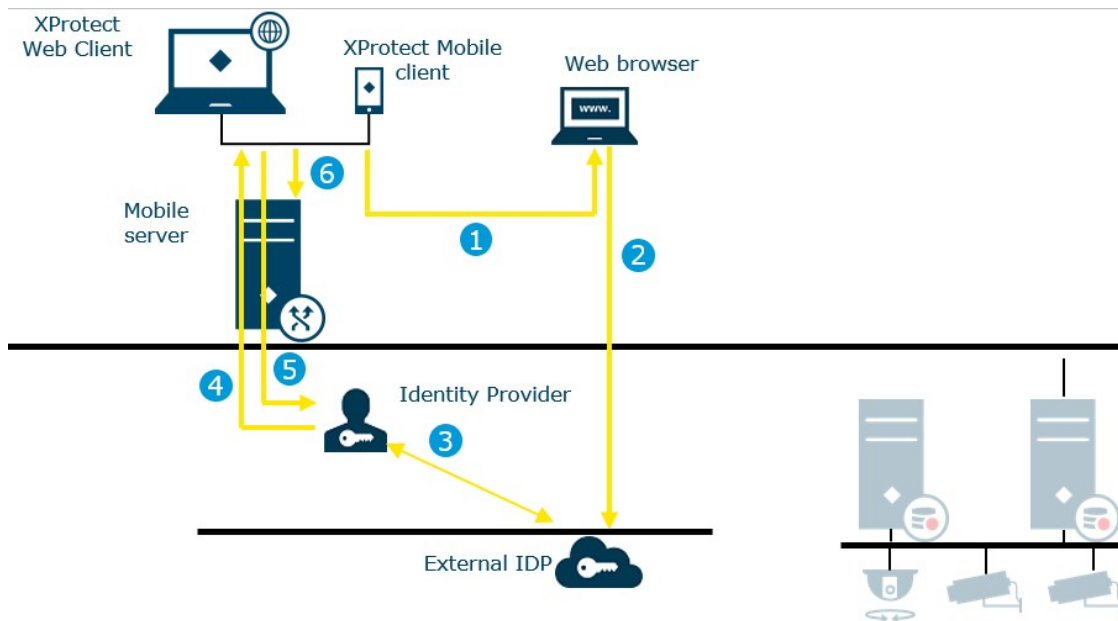 XProtect
Web Client
XProtect Mobile
client
Web browser
www.
6
Mobile
server
1
2
4
5
Identity Provider
3
External IDP